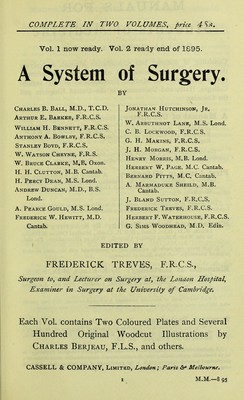 COMPLETE IN TWO VOLUMES, price 48s.
Vol. 1 now ready. Vol. 2 ready end of 1895.
A System of Surgery.
BY
CHARLES B. BALL, M.D., T.C.D.
ARTHUR E. BARKER, F.R.C.S.
WILLIAM H. BENNETT, F.R.C.S.
ANTHONY A. BOWLBY, F.R.C.S.
STANLEY BOYD, F.R.C.S.
W. WATSON CHEYNE, F.R.S.
W. BRUCE CLARKE, M.B. Oxon.
H. H. CLUTTON, M.B. Cantab.
H. PERCY DEAN, M.S. Lond.
ANDREW DUNCAN, M.D., B.S.
Lond.
A. PEARCE GOULD, M.S. Lond.
FREDERICK W. HEWITT, M.D.
Cantab.
JONATHAN HUTCHINSON, Jr.
F.R.C.S.
W. ARBUTHNOT LANE, M.S. Lond.
C. B. LOCKWOOD, F.R.C.S.
G. H. MAKINS, F.R.C.S.
J. H. MORGAN, F.R.C.S.
HENRY MORRIS, M.B. Lond.
HERBERT W. PAGE, M.C. Cantab.
BERNARD PITTS, M.C. Cantab.
A. MARMADUKE SHEILD, M.B.
Cantab.
J. BLAND SUTTON, F.R.C.S.
FREDERICK TREVES, F.R.C.S.
HERBERT F. WATERHOUSE, F.R.C.S.
G. SIMS WOODHEAD, M.D. Edin.
EDITED BY
FREDERICK TREVES, F.R.C.S.,
Surgeon to, and Lecturer on Surgery at, the London Hospital,
Examiner in Surgery at the University of Cambridge.
Each Vol. contains Two Coloured Plates and Several
Hundred Original Woodcut Illustrations by
CHARLES BERJEAU, F.L.S., and others.
CASSELL & COMPANY, LIMITED, London; Paris & Melbourne.
1
M.M.—8 95